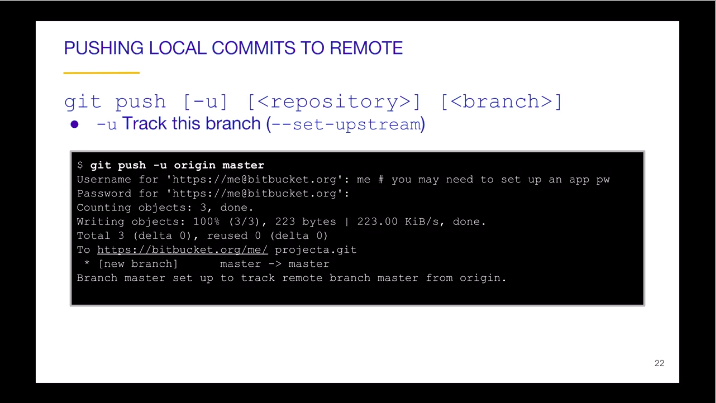 PUSHING LOCAL COMMITS TO REMOTE
git push [-u] [<repository>] [<branch>]
● -u Track this branch (--set-upstream)
$ git push -u origin master
Username for 'https://me@bitbucket.org': me # you may need to set up an app pw
Password for 'https://me@bitbucket.org':
Counting objects: 3, done.
Writing objects: 100% (3/3), 223 bytes | 223.00 KiB/s, done.
Total 3 (delta 0), reused 0 (delta 0)
To https://bitbucket.org/me/ projecta.git
* [new branch] master -> master
Branch master set up to track remote branch master from origin.
22